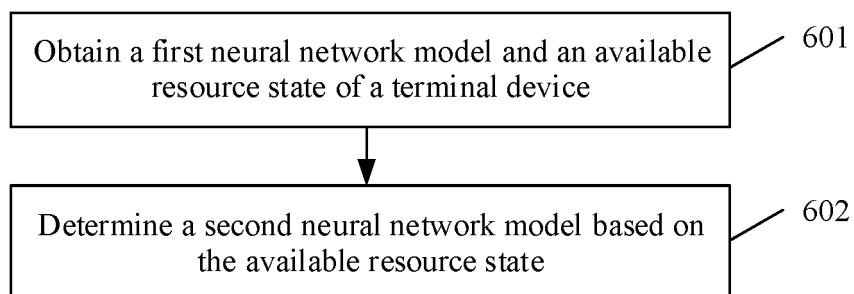 Obtain a first neural network model and an available
resource state of a terminal device
601
Determine a second neural network model based on
the available resource state
602